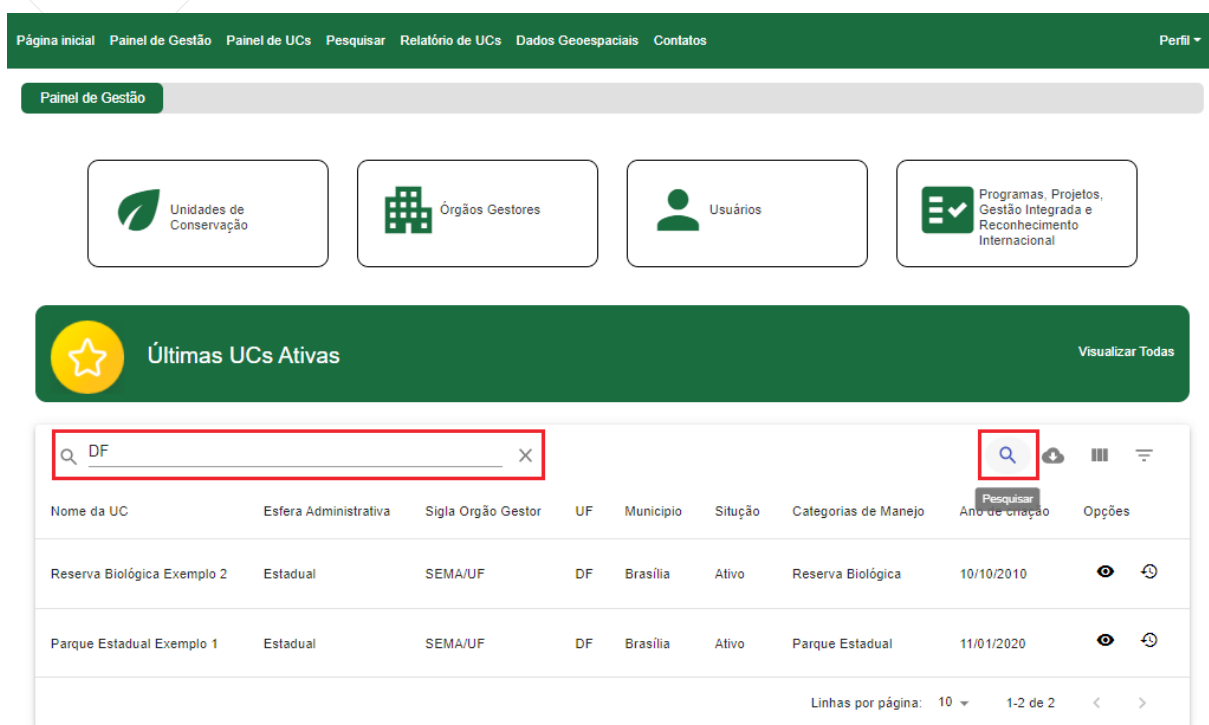 Página inicial Painel de Gestão Painel de UCs Pesquisar Relatório de UCs Dados Geoespaciais Contatos Perfil
Painel de Gestão
Unidades de
Conservação
Órgãos Gestores
Usuários
Programas, Projetos,
Gestão Integrada e
Reconhecimento
Internacional
Últimas UCs Ativas
Visualizar Todas
DF
Pesquisar
Nome da UC Esfera Administrativa Sigla Orgão Gestor UF Municipio Situção Categorias de Manejo Ano de criação Opções
Reserva Biológica Exemplo 2 Estadual SEMA/UF DF Brasília Ativo Reserva Biológica 10/10/2010
Parque Estadual Exemplo 1 Estadual SEMA/UF DF Brasília Ativo Parque Estadual 11/01/2020
Linhas por página: 10 1-2 de 2